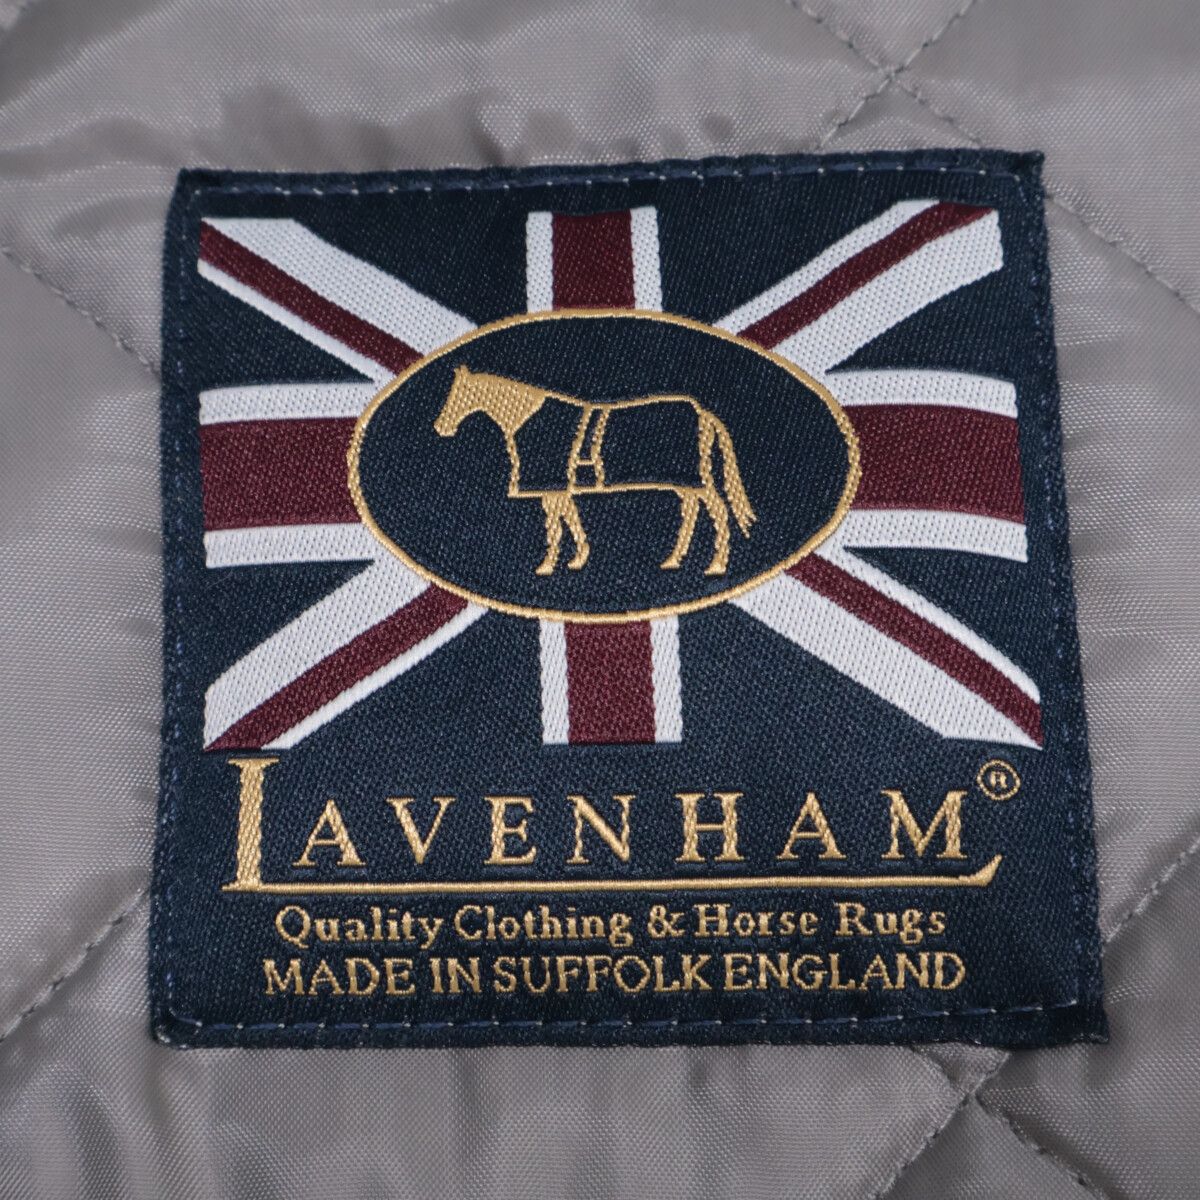 LAVENHAM®
Quality Clothing & Horse Rugs
MADE IN SUFFOLK ENGLAND